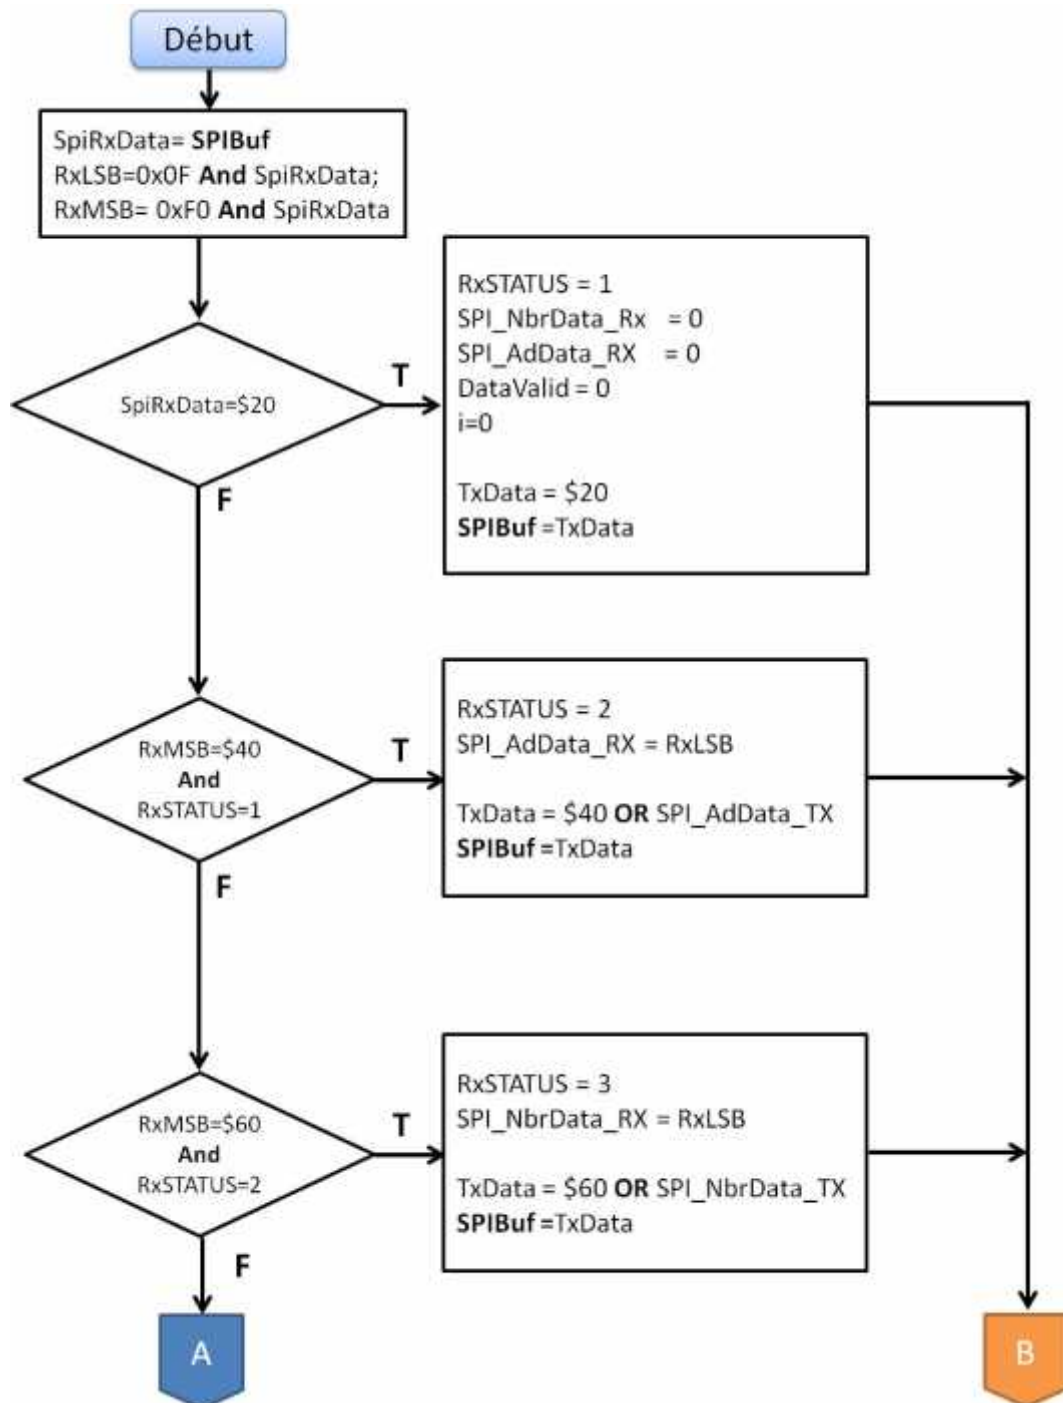 Début
SpiRxData= SPIBuf
RxLSB=0x0F And SpiRxData;
RxMSB= 0xF0 And SpiRxData
SpiRxData=$20
T
F
RxSTATUS = 1
SPI_NbrData_Rx = 0
SPI_AdData_RX = 0
DataValid = 0
i=0
TxData = $20
SPIBuf =TxData
RxMSB=$40
And
RxSTATUS=1
T
F
RxSTATUS = 2
SPI_AdData_RX = RxLSB
TxData = $40 OR SPI_AdData_TX
SPIBuf =TxData
RxMSB=$60
And
RxSTATUS=2
T
F
RxSTATUS = 3
SPI_NbrData_RX = RxLSB
TxData = $60 OR SPI_NbrData_TX
SPIBuf =TxData
A
B